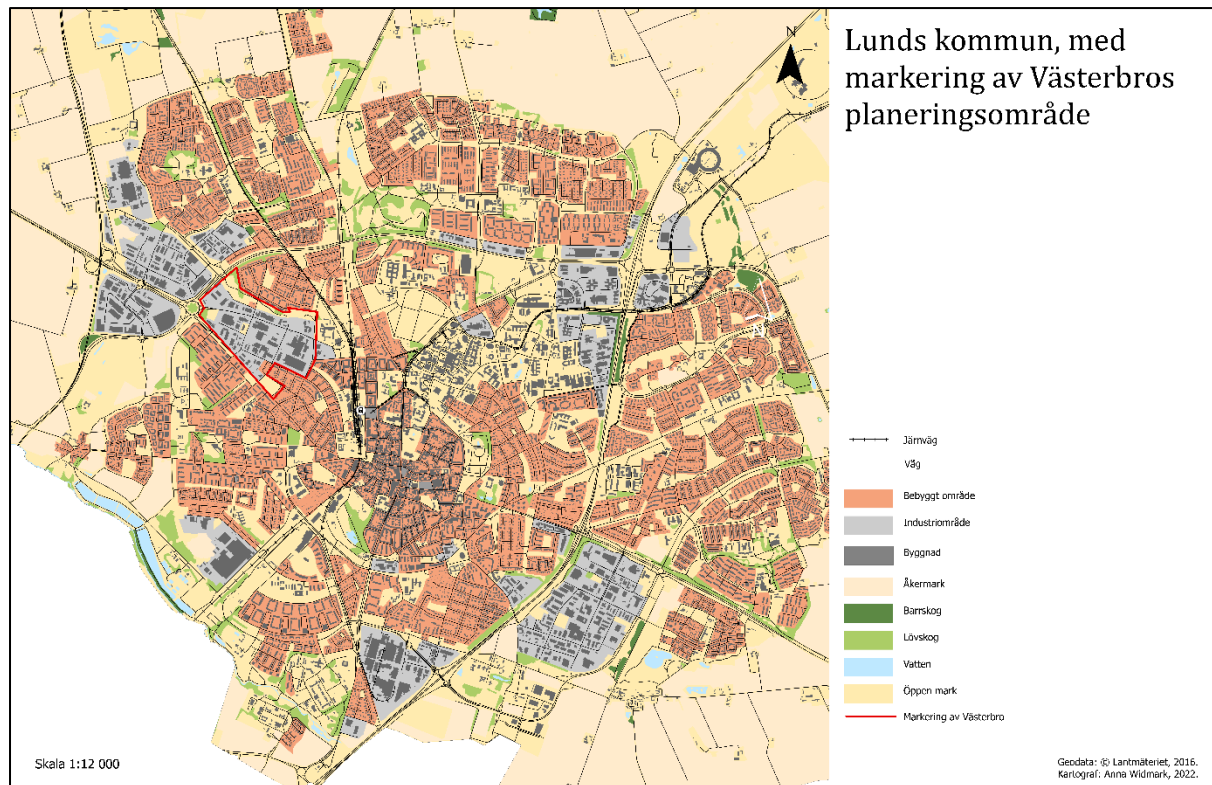 N
Lunds kommun, med
markering av Västerbros
planeringsområde
Järnväg
Väg
Bebyggt område
Industriområde
Byggnad
Åkermark
Barrskog
Lövskog
Vatten
Öppen mark
Markering av Västerbro
Skala 1:12 000
Geodata: © Lantmäteriet, 2016.
Kartograf: Anna Widmark, 2022.